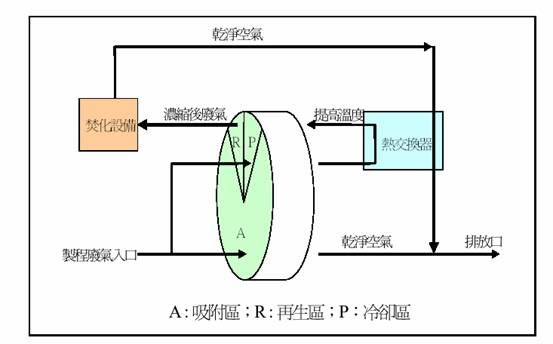 乾淨空氣
焚化設備
濃縮後廢氣
提高溫度
熱交換器
R
P
A
製程廢氣入口
乾淨空氣
排放口
A:吸附區;R:再生區;P:冷卻區